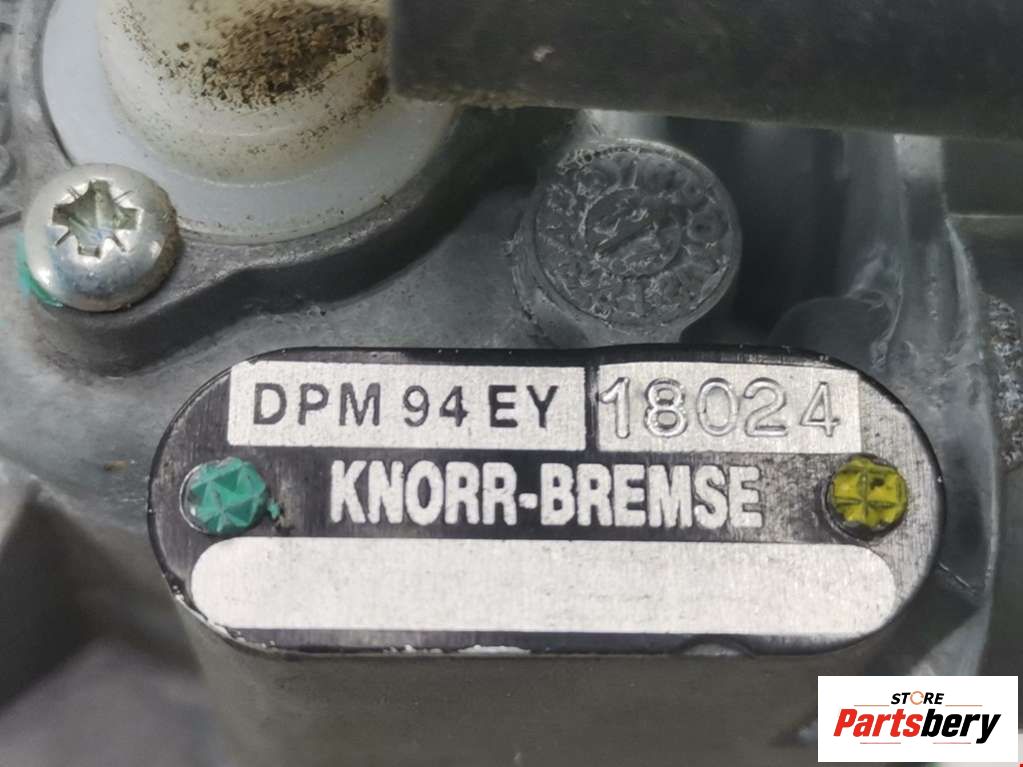 DPM 94 EY 18024
KNORR-BREMSE
STORE
Partsbery